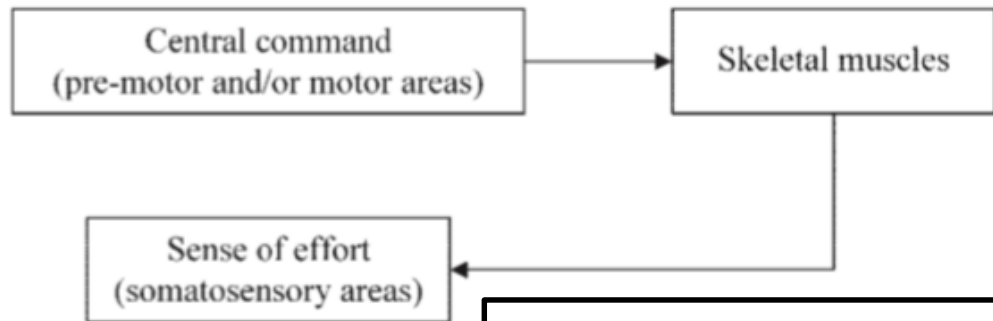 Central command
(pre-motor and/or motor areas)
Skeletal muscles
Sense of effort
(somatosensory areas)